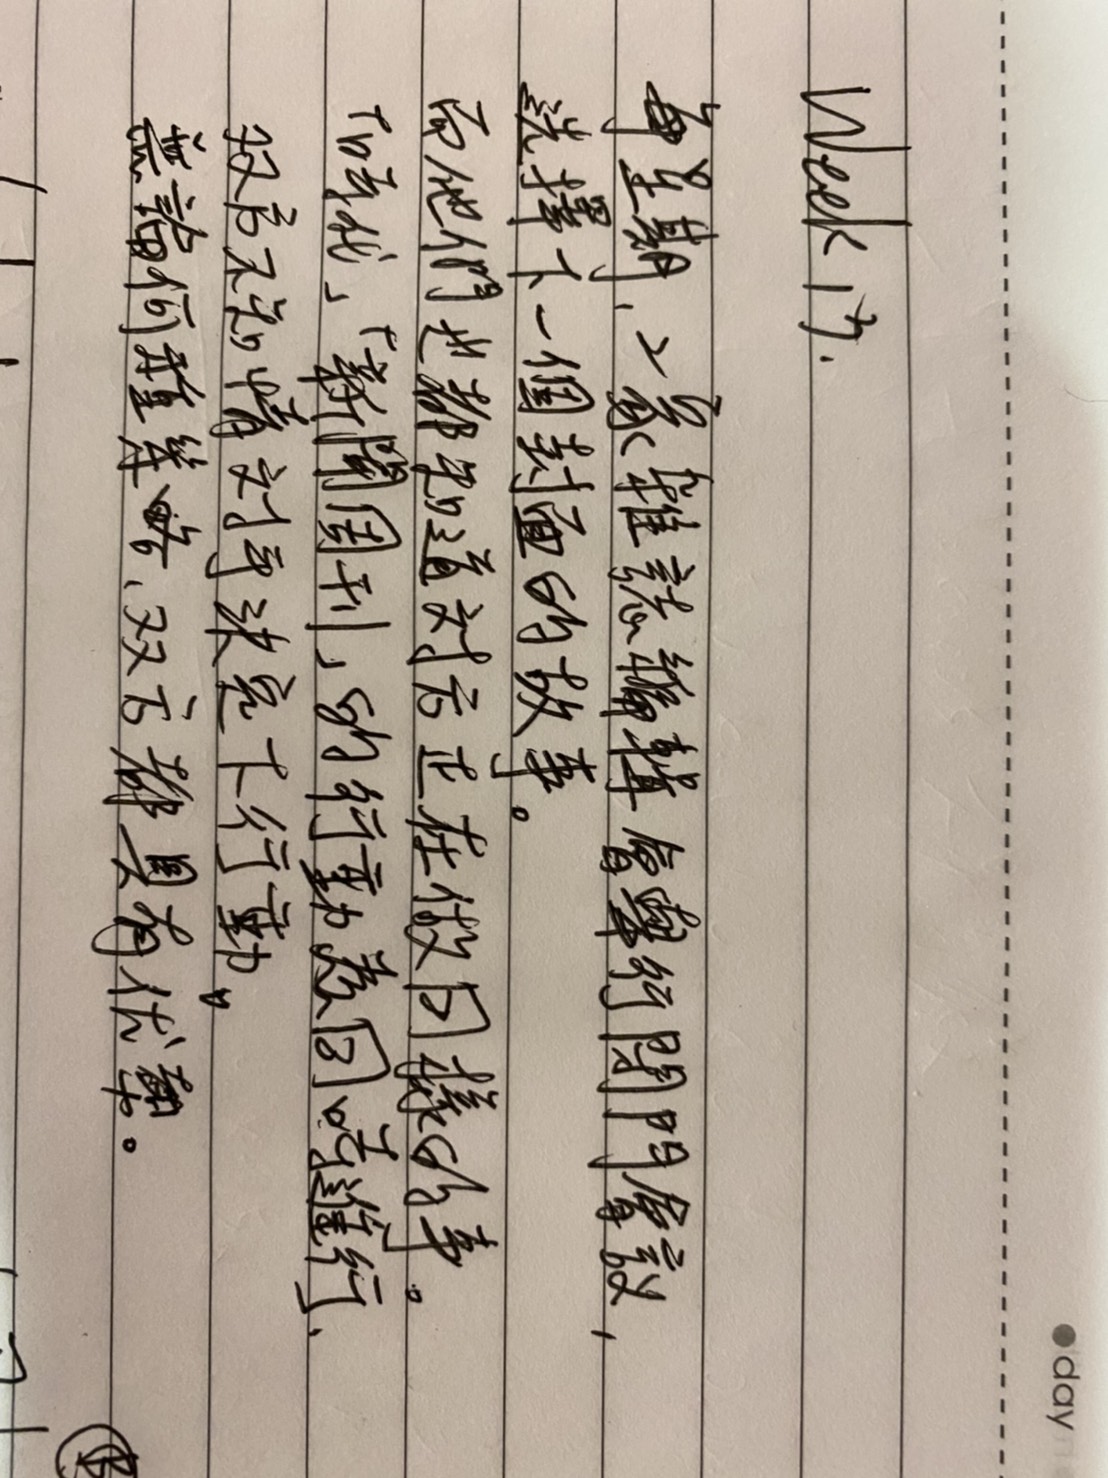 day
Week 17.
每星期,2家雜誌編輯會舉行閉門會議,
选擇下一個封面的故事。
而他們也都知道对方正在做同樣的事。
「時代」「新聞周刊」的行動為同時進行、
双方不知情对手決定下行動。
無論何種策略、双方都具有优势。
B